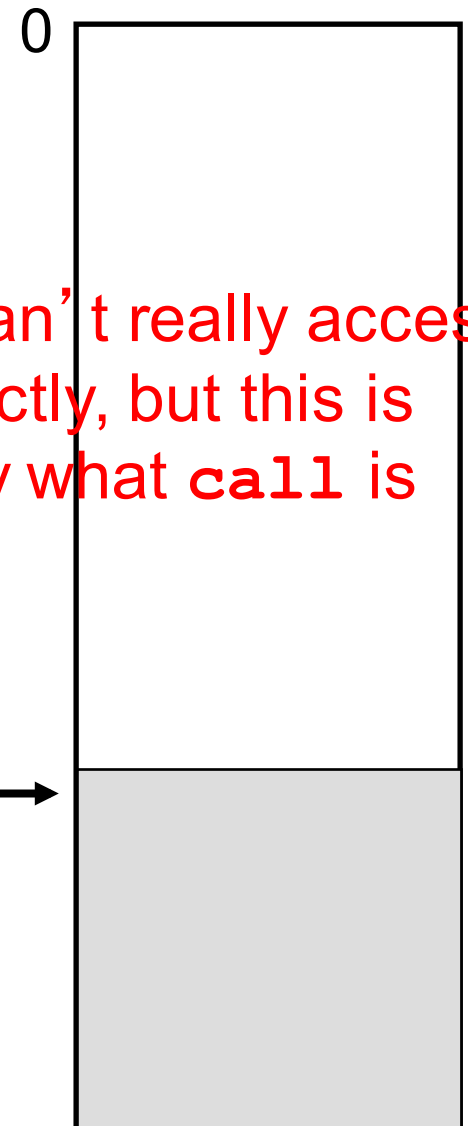 0
an't really acces
ctly, but this is
y what call is